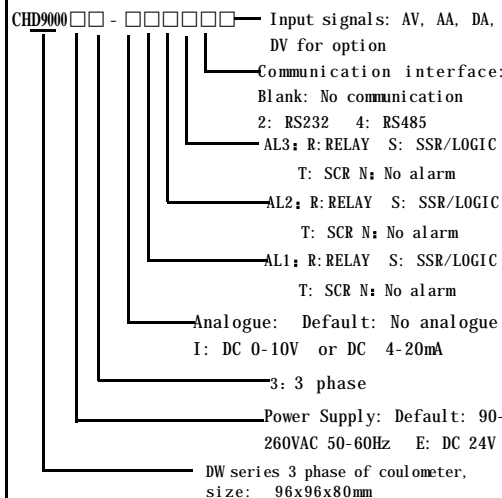 CHD9000□□-□□□□□□ Input signals: AV, AA, DA,
DV for option
Communication interface:
Blank: No communication
2: RS232 4: RS485
AL3: R:RELAY S: SSR/LOGIC
T: SCR N: No alarm
AL2: R:RELAY S: SSR/LOGIC
T: SCR N: No alarm
AL1: R:RELAY S: SSR/LOGIC
T: SCR N: No alarm
Analogue: Default: No analogue
I: DC 0-10V or DC 4-20mA
3: 3 phase
Power Supply: Default: 90-
260VAC 50-60Hz E: DC 24V
DW series 3 phase of coulometer,
size: 96x96x80mm